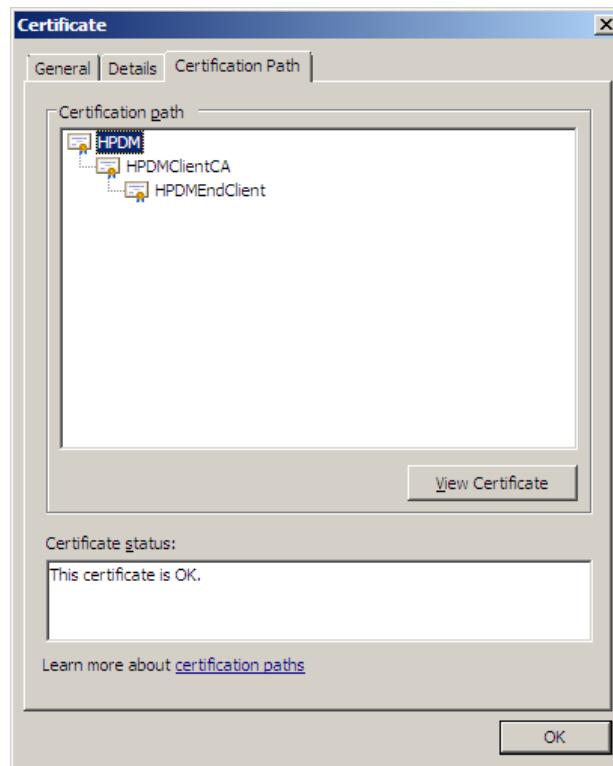 Certificate
General
Details
Certification Path
Certification path
HPDM
HPDMClientCA
HPDMEndClient
View Certificate
Certificate status:
This certificate is OK.
Learn more about certification paths
OK